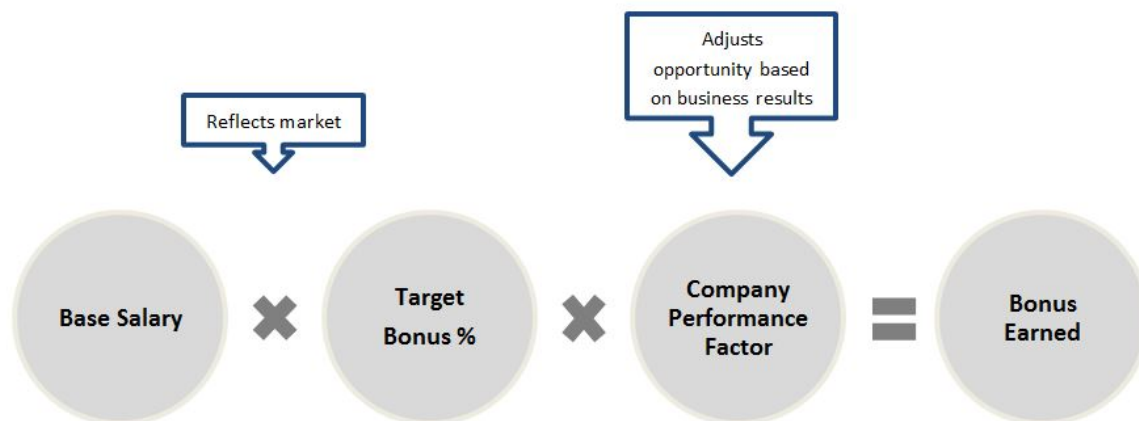 Reflects market
Adjusts
opportunity based
on business results
Base Salary
Target
Bonus %
Company
Performance
Factor
Bonus
Earned